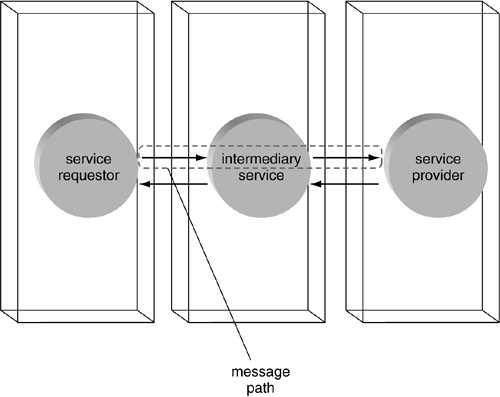 service
requestor
intermediary
service
service
provider
message
path